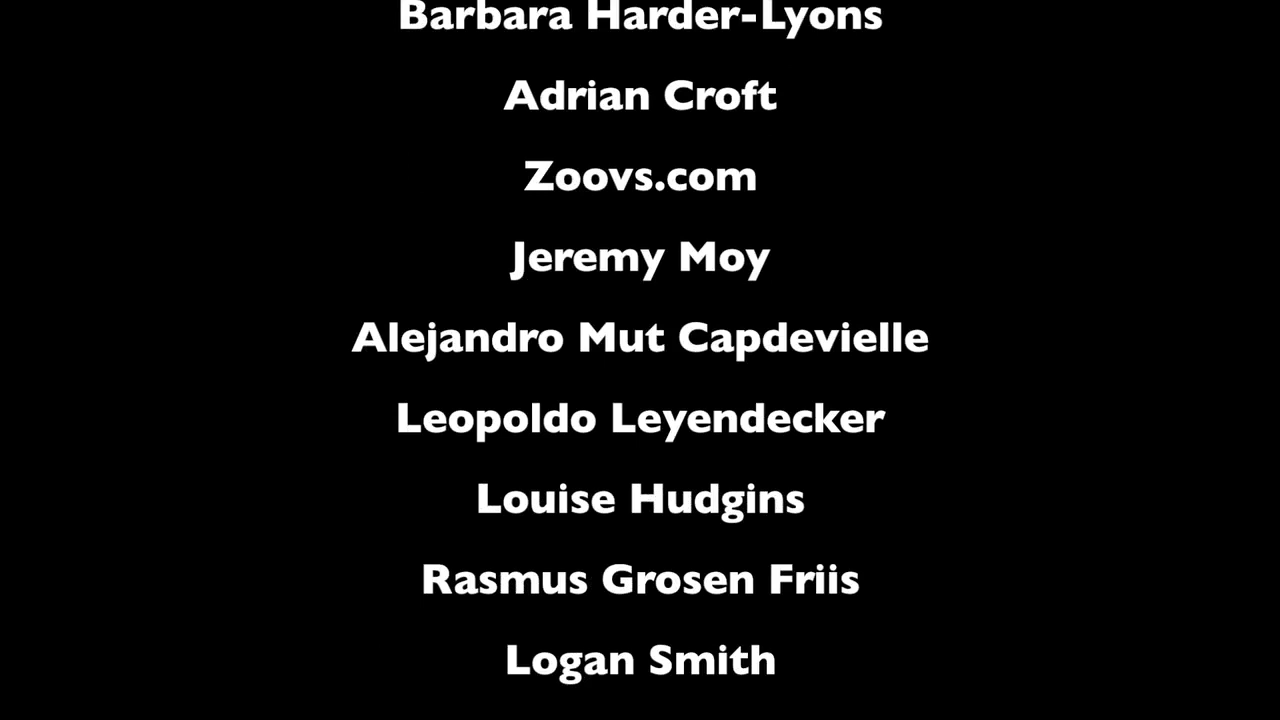 Barbara Harder-Lyons
Adrian Croft
Zoovs.com
Jeremy Moy
Alejandro Mut Capdevielle
Leopoldo Leyendecker
Louise Hudgins
Rasmus Grosen Friis
Logan Smith